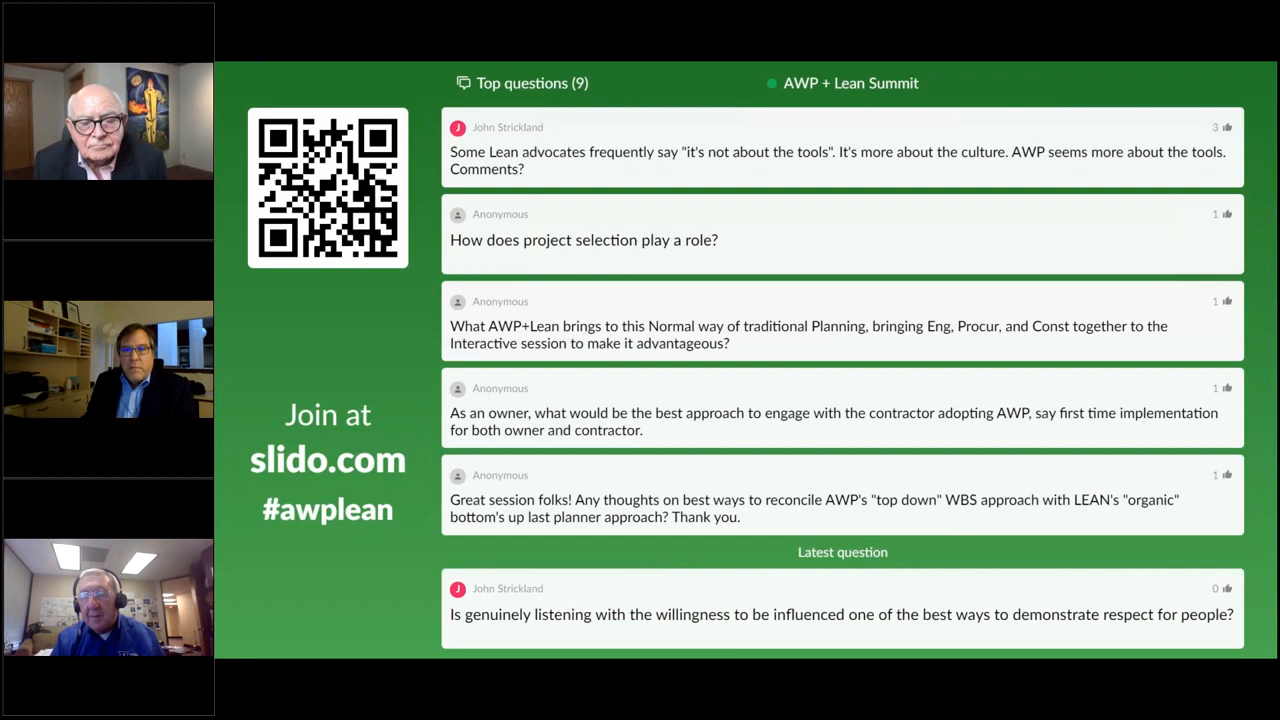 Top questions (9)
AWP + Lean Summit
J
John Strickland
3
Some Lean advocates frequently say "it's not about the tools". It's more about the culture. AWP seems more about the tools.
Comments?
Anonymous
1
How does project selection play a role?
Anonymous
1
What AWP+Lean brings to this Normal way of traditional Planning, bringing Eng, Procur, and Const together to the
Interactive session to make it advantageous?
Anonymous
1
As an owner, what would be the best approach to engage with the contractor adopting AWP, say first time implementation
for both owner and contractor.
Anonymous
1
Great session folks! Any thoughts on best ways to reconcile AWP's "top down" WBS approach with LEAN's "organic"
bottom's up last planner approach? Thank you.
Latest question
J
John Strickland
0
Is genuinely listening with the willingness to be influenced one of the best ways to demonstrate respect for people?
Join at
slido.com
#awplean